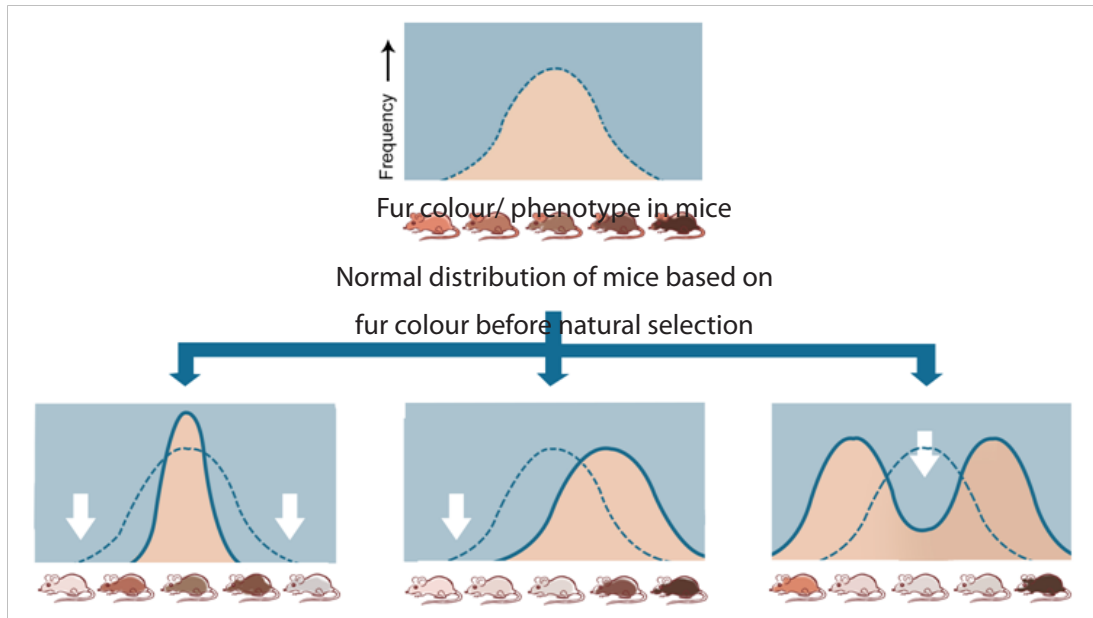 Frequency
Fur colour/ phenotype in mice
Normal distribution of mice based on
fur colour before natural selection